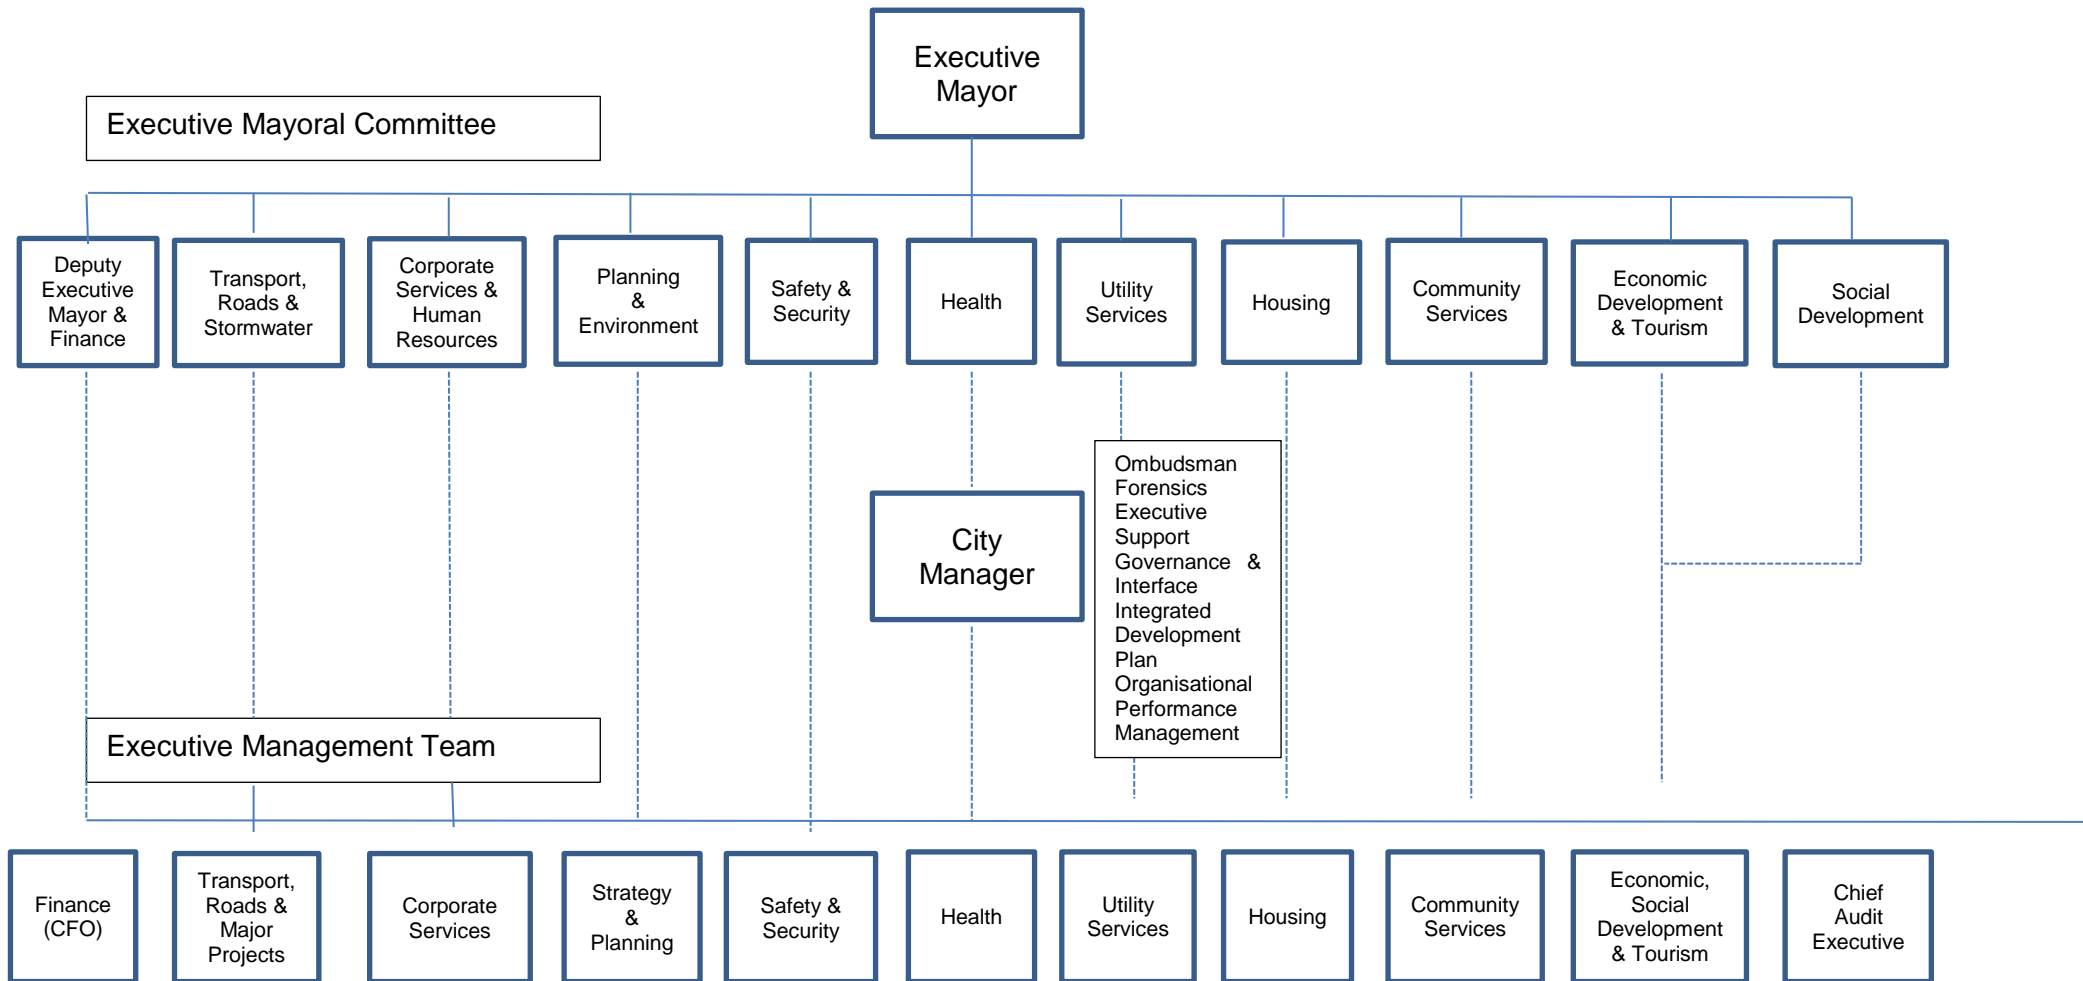 Executive
Mayor
Executive Mayoral Committee
Deputy
Executive
Mayor &
Finance
Transport,
Roads &
Stormwater
Corporate
Services &
Human
Resources
Planning
&
Environment
Safety &
Security
Health
Utility
Services
Housing
Community
Services
Economic
Development
& Tourism
Social
Development
Ombudsman
Forensics
Executive
Support
Governance &
Interface
Integrated
Development
Plan
Organisational
Performance
Management
City
Manager
Executive Management Team
Finance
(CFO)
Transport,
Roads &
Major
Projects
Corporate
Services
Strategy
&
Planning
Safety &
Security
Health
Utility
Services
Housing
Community
Services
Economic,
Social
Development
& Tourism
Chief
Audit
Executive